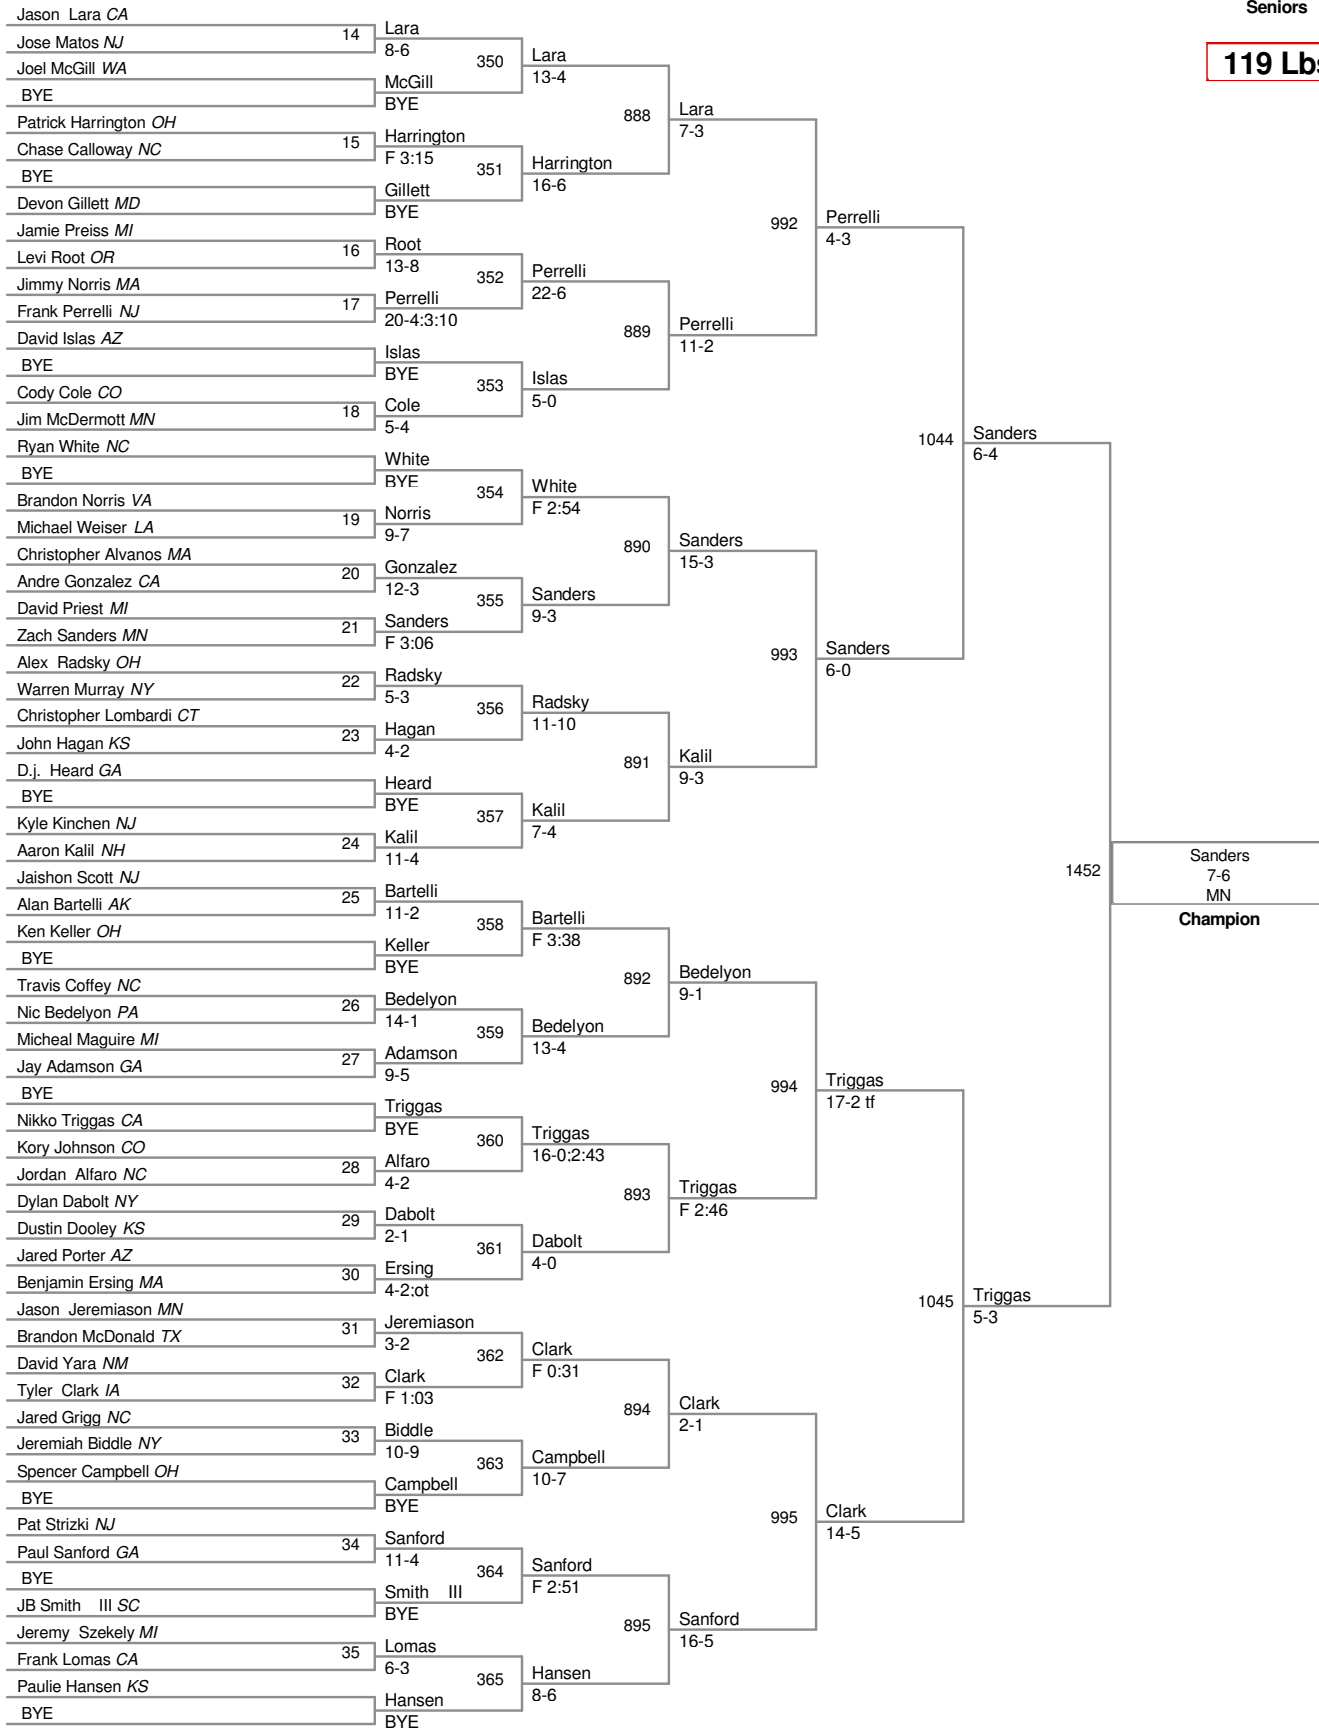 Seniors
119 Lbs
Jason Lara CA
Jose Matos NJ
Joel McGill WA
BYE
Patrick Harrington OH
Chase Calloway NC
BYE
Devon Gillett MD
Jamie Preiss MI
Levi Root OR
Jimmy Norris MA
Frank Perrelli NJ
David Islas AZ
BYE
Cody Cole CO
Jim McDermott MN
Ryan White NC
BYE
Brandon Norris VA
Michael Weiser LA
Christopher Alvanos MA
Andre Gonzalez CA
David Priest MI
Zach Sanders MN
Alex Radsky OH
Warren Murray NY
Christopher Lombardi CT
John Hagan KS
D.j. Heard GA
BYE
Kyle Kinchen NJ
Aaron Kalil NH
Jaishon Scott NJ
Alan Bartelli AK
Ken Keller OH
BYE
Travis Coffey NC
Nic Bedelyon PA
Micheal Maguire MI
Jay Adamson GA
BYE
Nikko Triggas CA
Kory Johnson CO
Jordan Alfaro NC
Dylan Dabolt NY
Dustin Dooley KS
Jared Porter AZ
Benjamin Ersing MA
Jason Jeremiason MN
Brandon McDonald TX
David Yara NM
Tyler Clark IA
Jared Grigg NC
Jeremiah Biddle NY
Spencer Campbell OH
BYE
Pat Strizki NJ
Paul Sanford GA
BYE
JB Smith III SC
Jeremy Szekely MI
Frank Lomas CA
Paulie Hansen KS
BYE
14
Lara
8-6
McGill
BYE
15
Harrington
F 3:15
Gillett
BYE
16
Root
13-8
17
Perrelli
20-4:3:10
Islas
BYE
18
Cole
5-4
White
BYE
19
Norris
9-7
20
Gonzalez
12-3
21
Sanders
F 3:06
22
Radsky
5-3
23
Hagan
4-2
Heard
BYE
24
Kalil
11-4
25
Bartelli
11-2
Keller
BYE
26
Bedelyon
14-1
27
Adamson
9-5
Triggas
BYE
28
Alfaro
4-2
29
Dabolt
2-1
30
Ersing
4-2:ot
31
Jeremiason
3-2
32
Clark
F 1:03
33
Biddle
10-9
Campbell
BYE
34
Sanford
11-4
Smith III
BYE
35
Lomas
6-3
Hansen
BYE
350
Lara
13-4
351
Harrington
16-6
352
Perrelli
22-6
353
Islas
5-0
354
White
F 2:54
355
Sanders
9-3
356
Radsky
11-10
357
Kalil
7-4
358
Bartelli
F 3:38
359
Bedelyon
13-4
360
Triggas
16-0:2:43
361
Dabolt
4-0
362
Clark
F 0:31
363
Campbell
10-7
364
Sanford
F 2:51
365
Hansen
8-6
888
Lara
7-3
889
Perrelli
11-2
890
Sanders
15-3
891
Kalil
9-3
892
Bedelyon
9-1
893
Triggas
F 2:46
894
Clark
2-1
895
Sanford
16-5
992
Perrelli
4-3
993
Sanders
6-0
994
Triggas
17-2 tf
995
Clark
14-5
1044
Sanders
6-4
1045
Triggas
5-3
1452
Sanders
7-6
MN
Champion